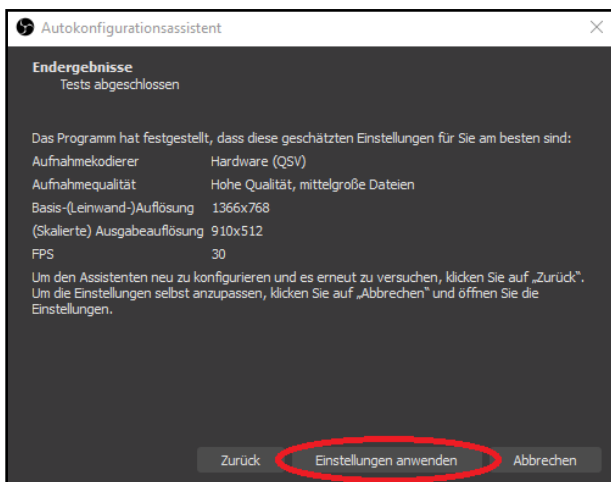 Autokonfigurationsassistent
Endergebnisse
Tests abgeschlossen
Das Programm hat festgestellt, dass diese geschätzten Einstellungen für Sie am besten sind:
Aufnahmekodierer Hardware (QSV)
Aufnahmequalität Hohe Qualität, mittelgroße Dateien
Basis-(Leinwand-)Auflösung 1366x768
(Skalierte) Ausgabeauflösung 910x512
FPS 30
Um den Assistenten neu zu konfigurieren und es erneut zu versuchen, klicken Sie auf „Zurück“.
Um die Einstellungen selbst anzupassen, klicken Sie auf „Abbrechen“ und öffnen Sie die
Einstellungen.
Zurück Einstellungen anwenden Abbrechen